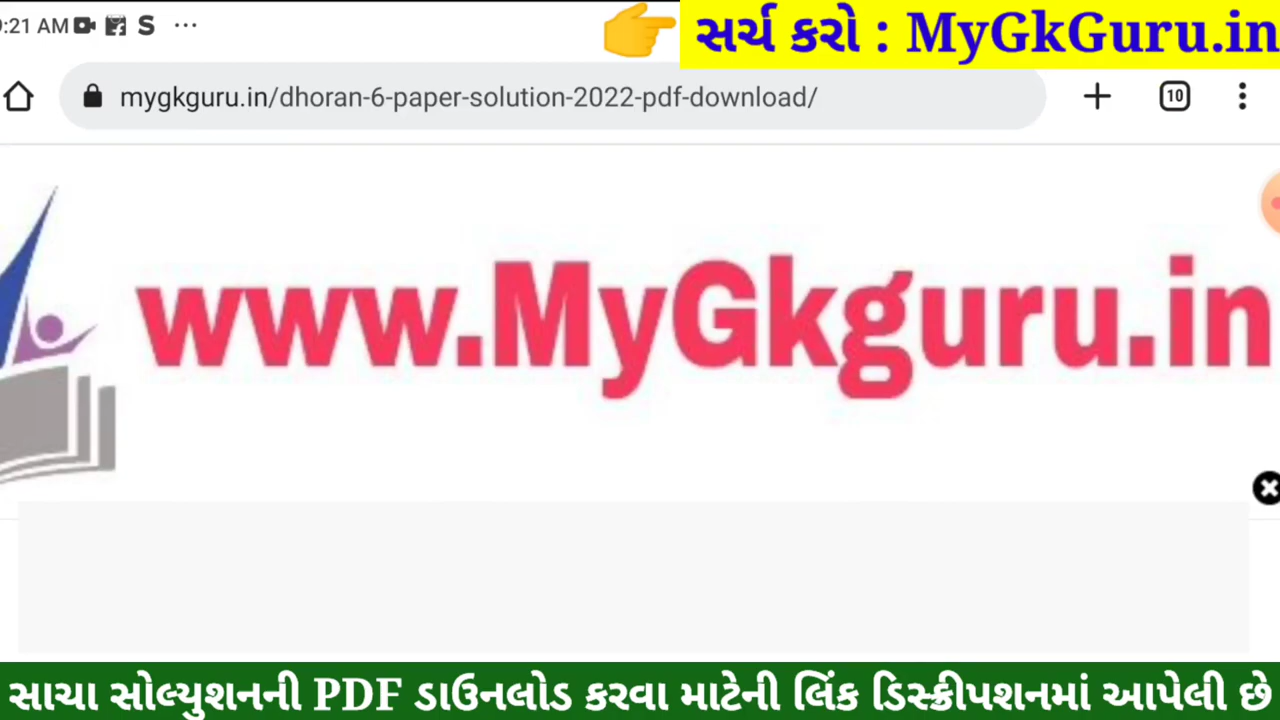 સર્ચ કરો : MyGkGuru.in
:21 AM S ...
mygkguru.in/dhoran-6-paper-solution-2022-pdf-download/
10
www.MyGkguru.in
સાચા સોલ્યુશનની PDF ડાઉનલોડ કરવા માટેની લિંક ડિસ્ક્રીપશનમાં આપેલી છે